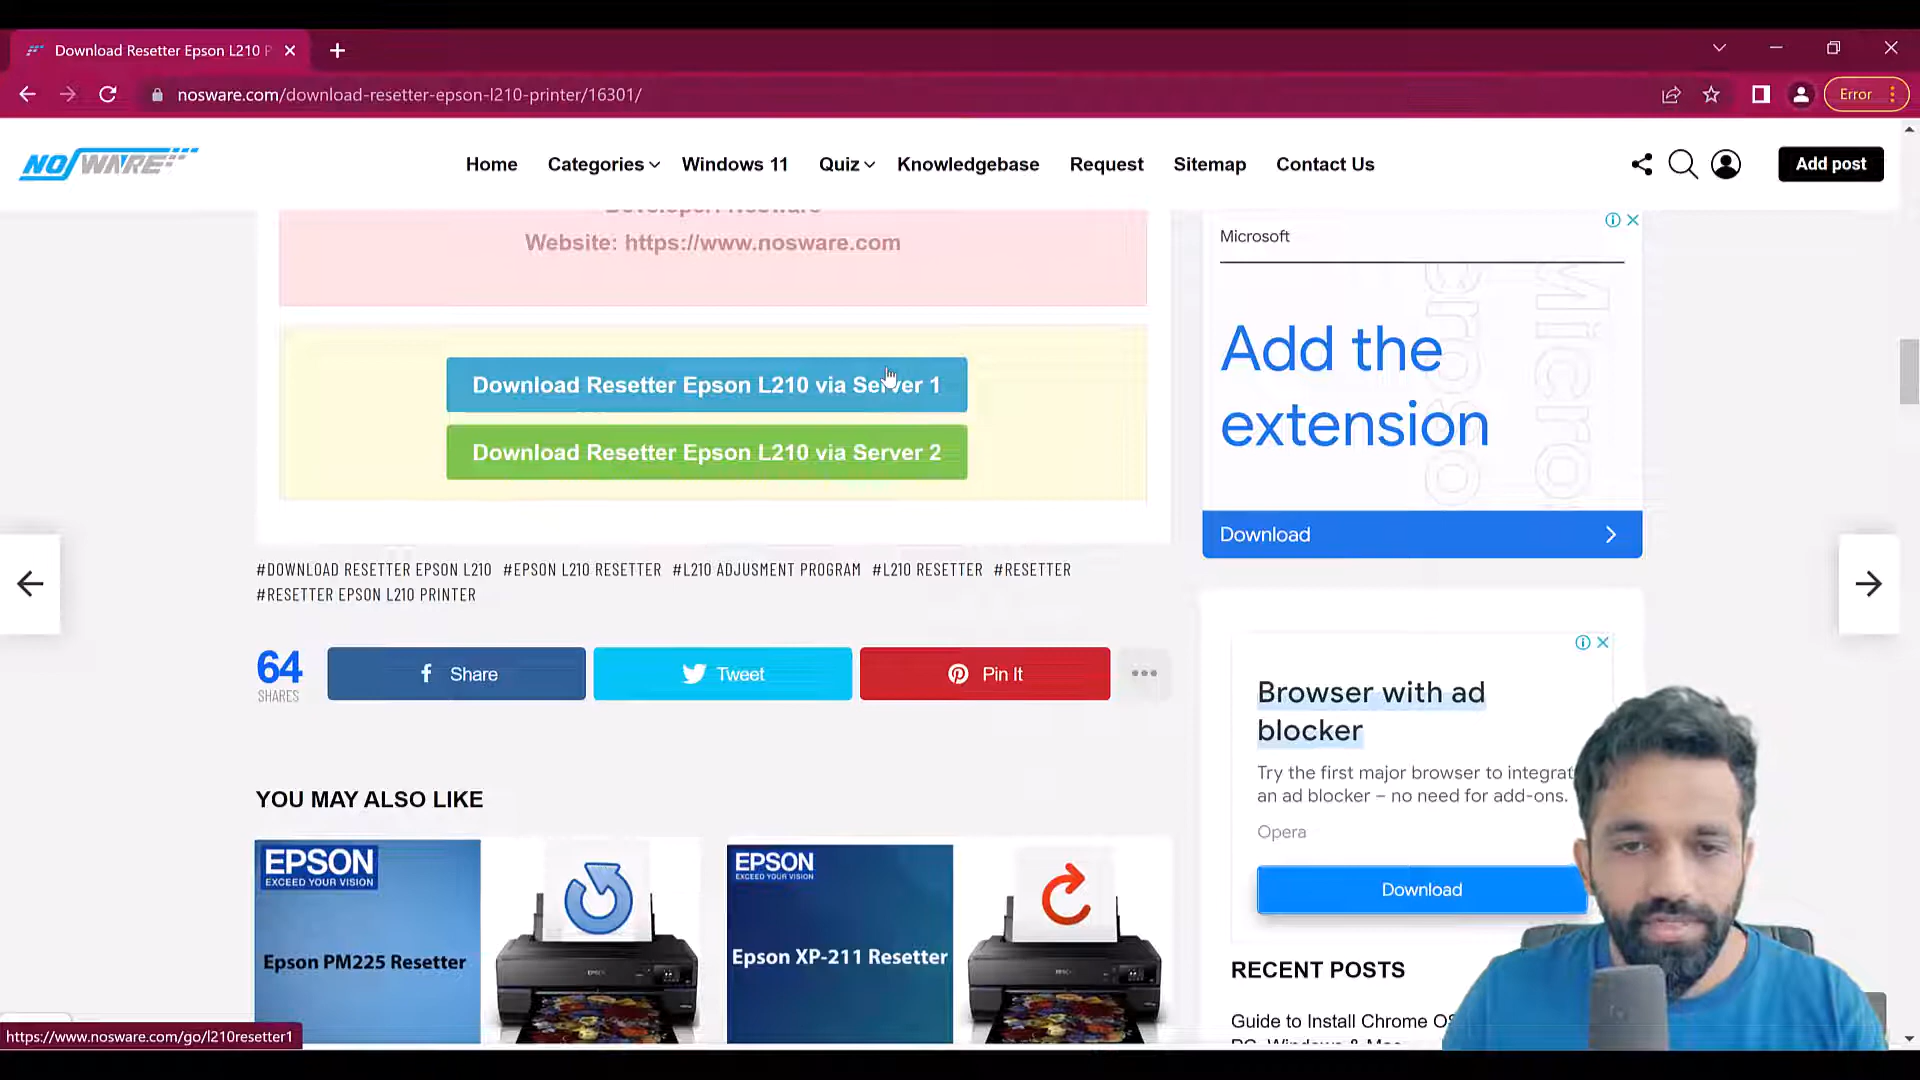 Download Resetter Epson L210 P
nosware.com/download-resetter-epson-l210-printer/16301/
Error
NOSWARE
Home
Categories
Windows 11
Quiz
Knowledgebase
Request
Sitemap
Contact Us
Add post
Developer: Nosware
Website: https://www.nosware.com
Download Resetter Epson L210 via Server 1
Download Resetter Epson L210 via Server 2
#DOWNLOAD RESETTER EPSON L210 #EPSON L210 RESETTER #L210 ADJUSMENT PROGRAM #L210 RESETTER #RESETTER
#RESETTER EPSON L210 PRINTER
64
SHARES
Share
Tweet
Pin It
YOU MAY ALSO LIKE
EPSON
EXCEED YOUR VISION
Epson PM225 Resetter
EPSON
EXCEED YOUR VISION
Epson XP-211 Resetter
Microsoft
Add the
extension
Download
Browser with ad
blocker
Try the first major browser to integrat
an ad blocker – no need for add-ons.
Opera
Download
RECENT POSTS
Guide to Install Chrome OS
https://www.nosware.com/go/l210resetter1